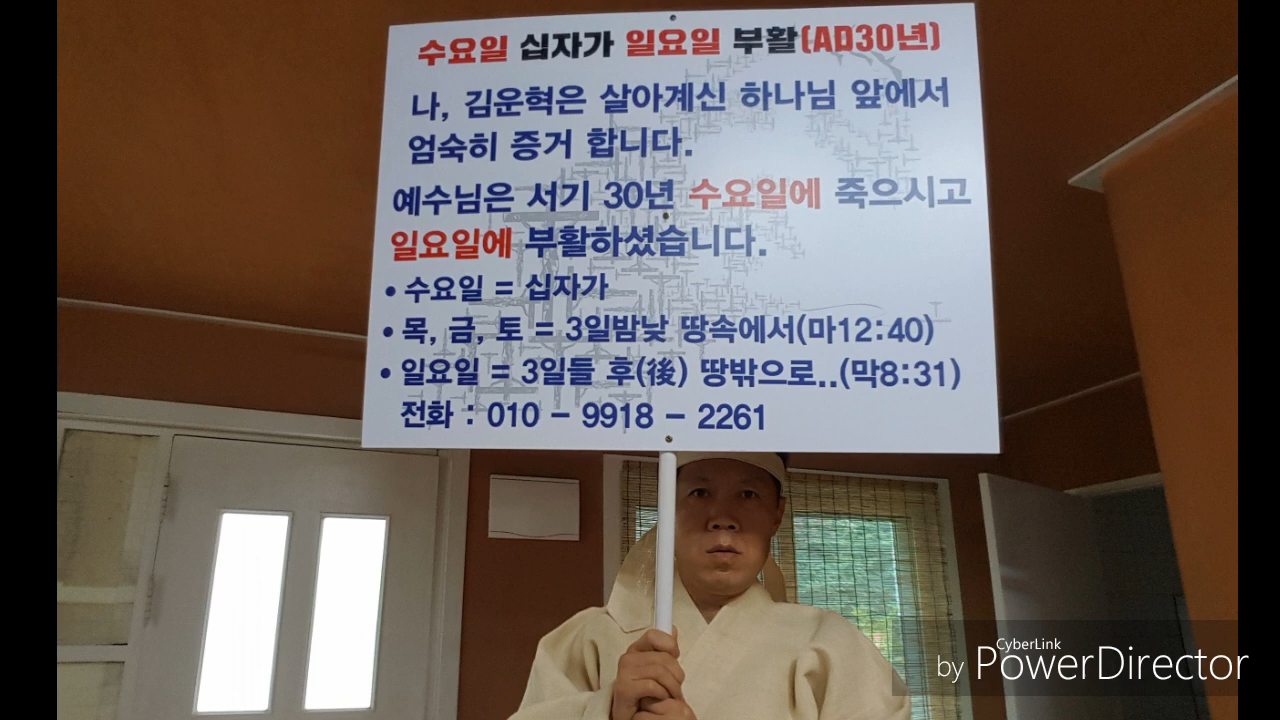 수요일 십자가 일요일 부활(AD30년)
나, 김운혁은 살아계신 하나님 앞에서
엄숙히 증거 합니다.
예수님은 서기 30년 수요일에 죽으시고
일요일에 부활하셨습니다.
• 수요일 = 십자가
• 목, 금, 토 = 3일밤낮 땅속에서(마12:40)
• 일요일 = 3일들 후(後) 땅밖으로..(막8:31)
전화 : 010 - 9918 - 2261
CyberLink
by PowerDirector